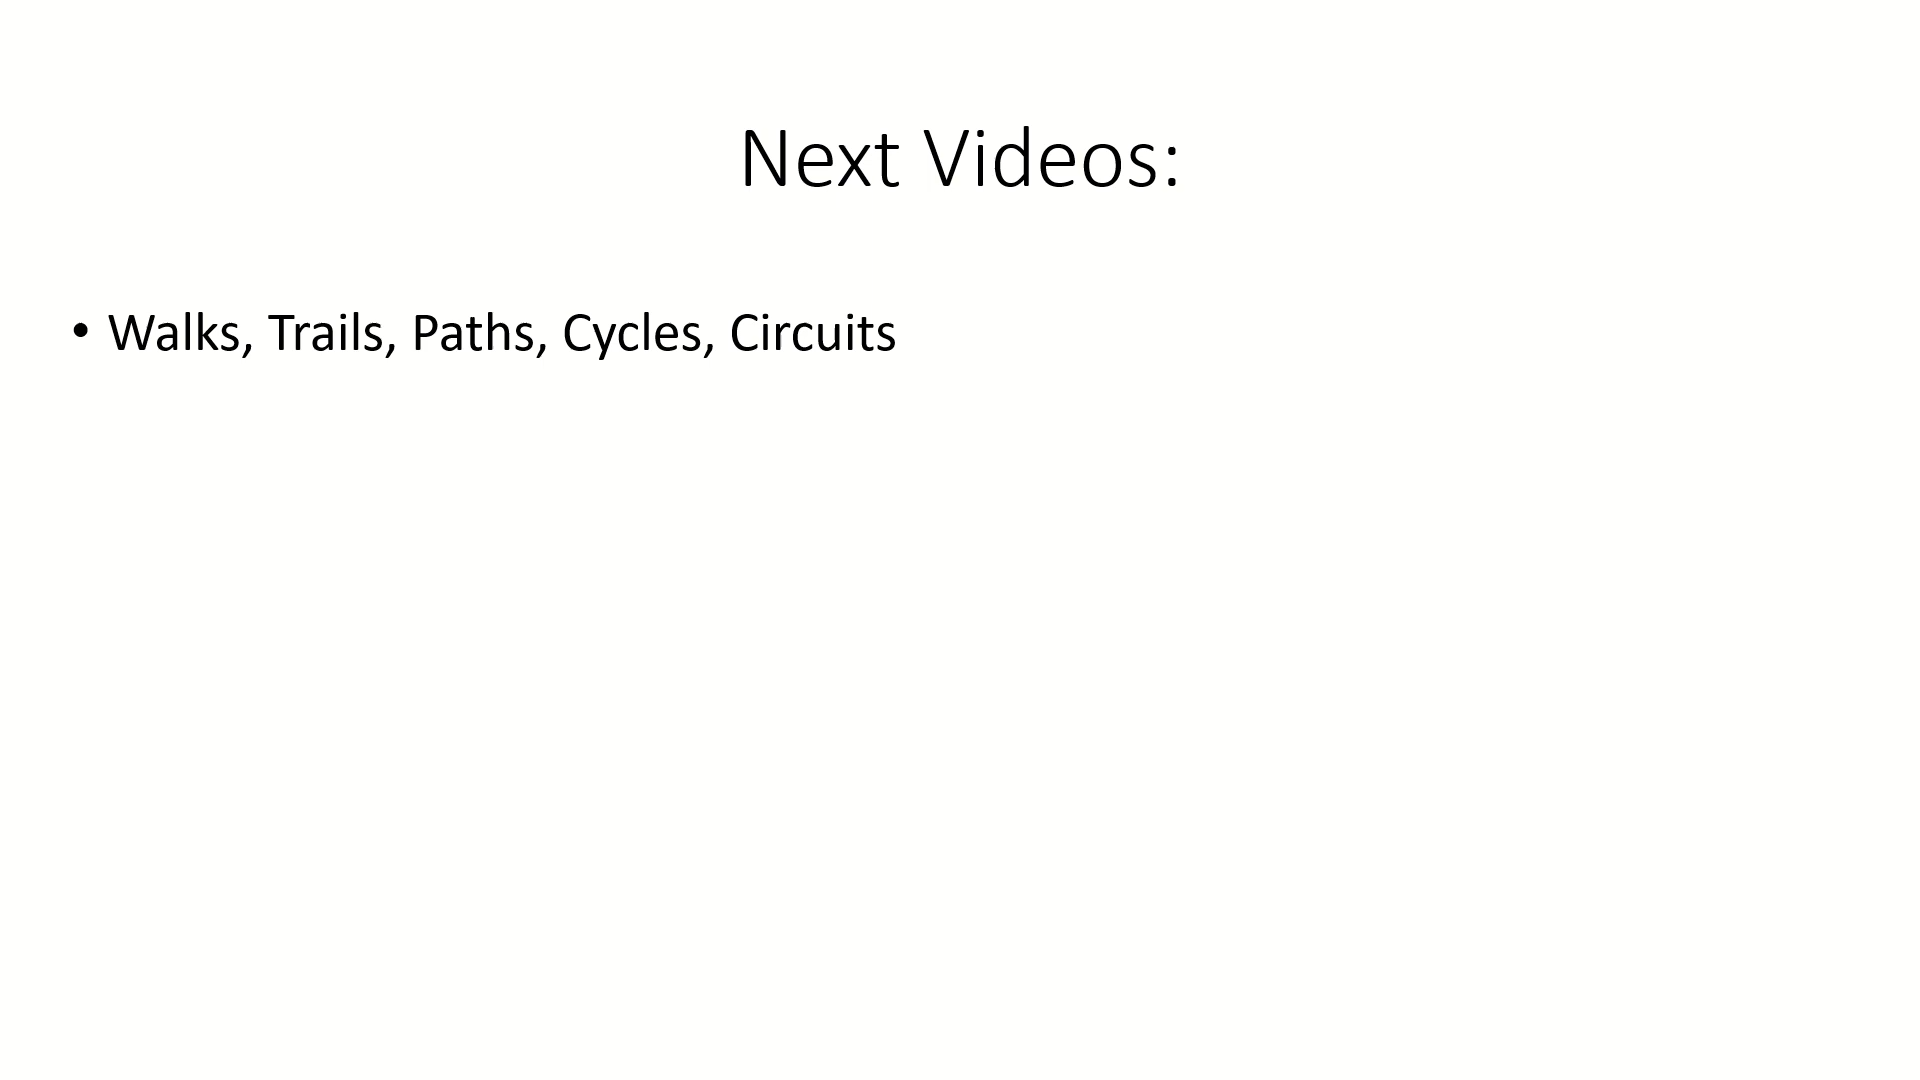 Next Videos:
• Walks, Trails, Paths, Cycles, Circuits